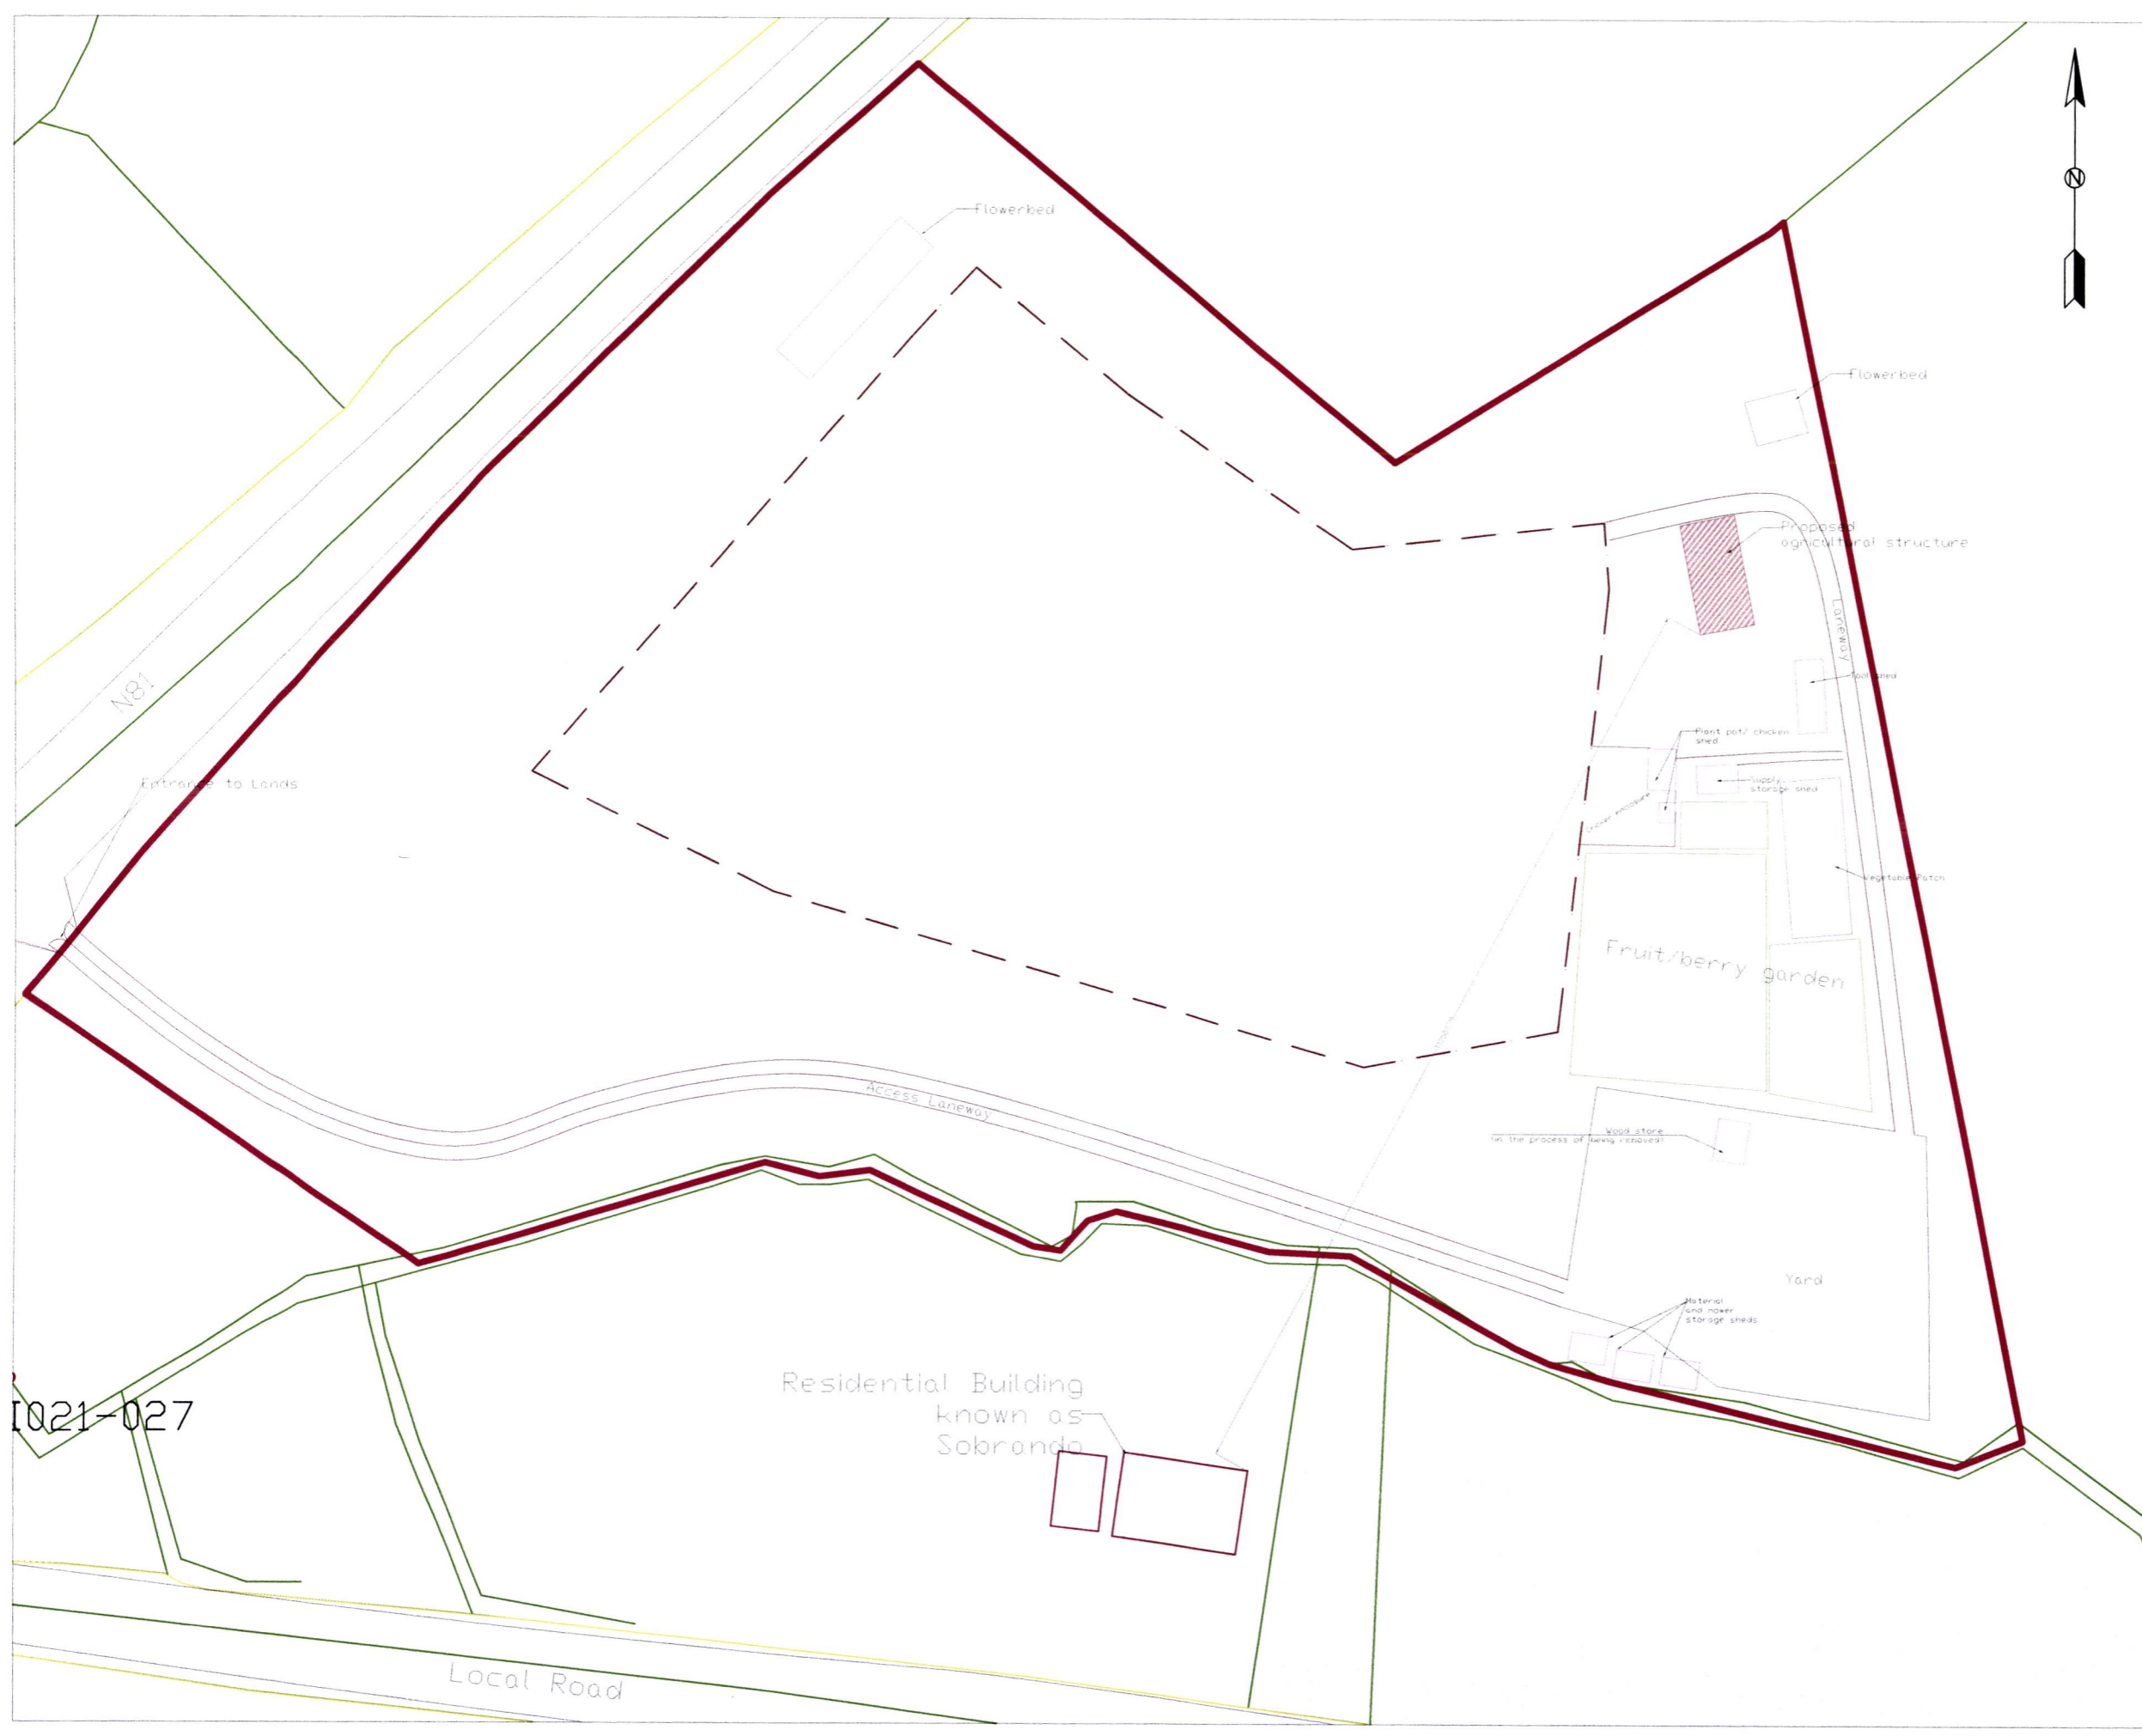 N
Flowerbed
Flowerbed
Proposed
agricultural structure
Laneway
N81
Tool shed
Plant pot/ chicken
shed
Entrance to Lands
Supply
storage shed
Chicken enclosure
Vegetable Patch
Fruit/berry garden
Access Laneway
Wood store
(in the process of being removed)
Yard
Material
and mower
storage sheds
Residential Building
known as
Sobrando
I021-027
Local Road